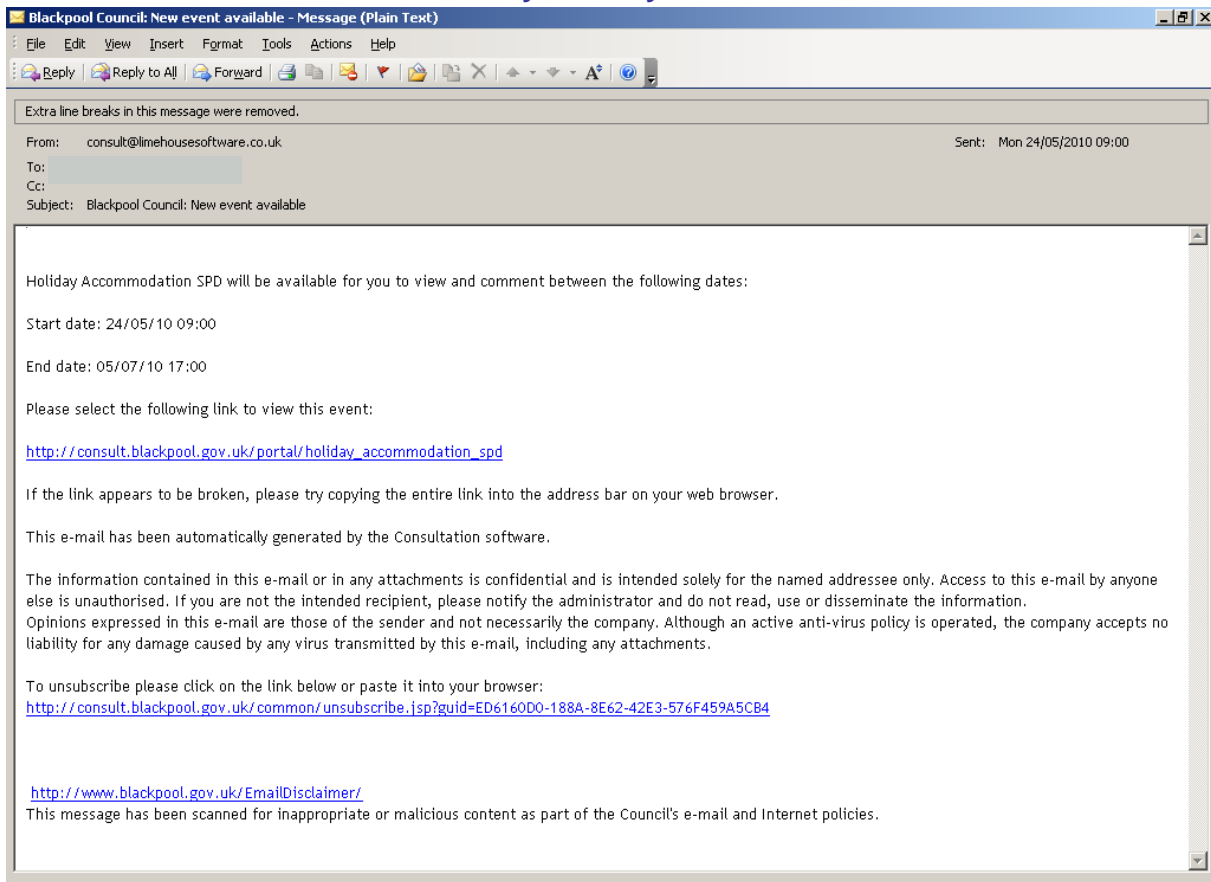 Blackpool Council: New event available - Message (Plain Text)
File Edit View Insert Format Tools Actions Help
Reply Reply to All Forward
Extra line breaks in this message were removed.
From: consult@limehousesoftware.co.uk Sent: Mon 24/05/2010 09:00
To:
Cc:
Subject: Blackpool Council: New event available
Holiday Accommodation SPD will be available for you to view and comment between the following dates:
Start date: 24/05/10 09:00
End date: 05/07/10 17:00
Please select the following link to view this event:
http://consult.blackpool.gov.uk/portal/holiday_accommodation_spd
If the link appears to be broken, please try copying the entire link into the address bar on your web browser.
This e-mail has been automatically generated by the Consultation software.
The information contained in this e-mail or in any attachments is confidential and is intended solely for the named addressee only. Access to this e-mail by anyone
else is unauthorised. If you are not the intended recipient, please notify the administrator and do not read, use or disseminate the information.
Opinions expressed in this e-mail are those of the sender and not necessarily the company. Although an active anti-virus policy is operated, the company accepts no
liability for any damage caused by any virus transmitted by this e-mail, including any attachments.
To unsubscribe please click on the link below or paste it into your browser:
http://consult.blackpool.gov.uk/common/unsubscribe.jsp?guid=ED6160D0-188A-8E62-42E3-576F459A5CB4
http://www.blackpool.gov.uk/EmailDisclaimer/
This message has been scanned for inappropriate or malicious content as part of the Council's e-mail and Internet policies.